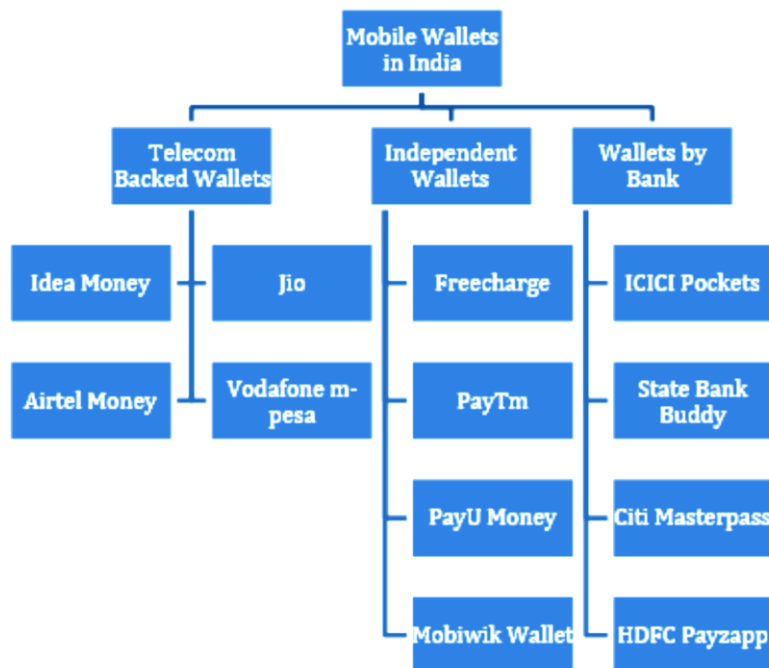 Mobile Wallets
in India
Telecom
Backed Wallets
Independent
Wallets
Wallets by
Bank
Idea Money
Jio
Freecharge
ICICI Pockets
Airtel Money
Vodafone m-
pesa
PayTm
State Bank
Buddy
PayU Money
Citi Masterpass
Mobiwik Wallet
HDFC Payzapp